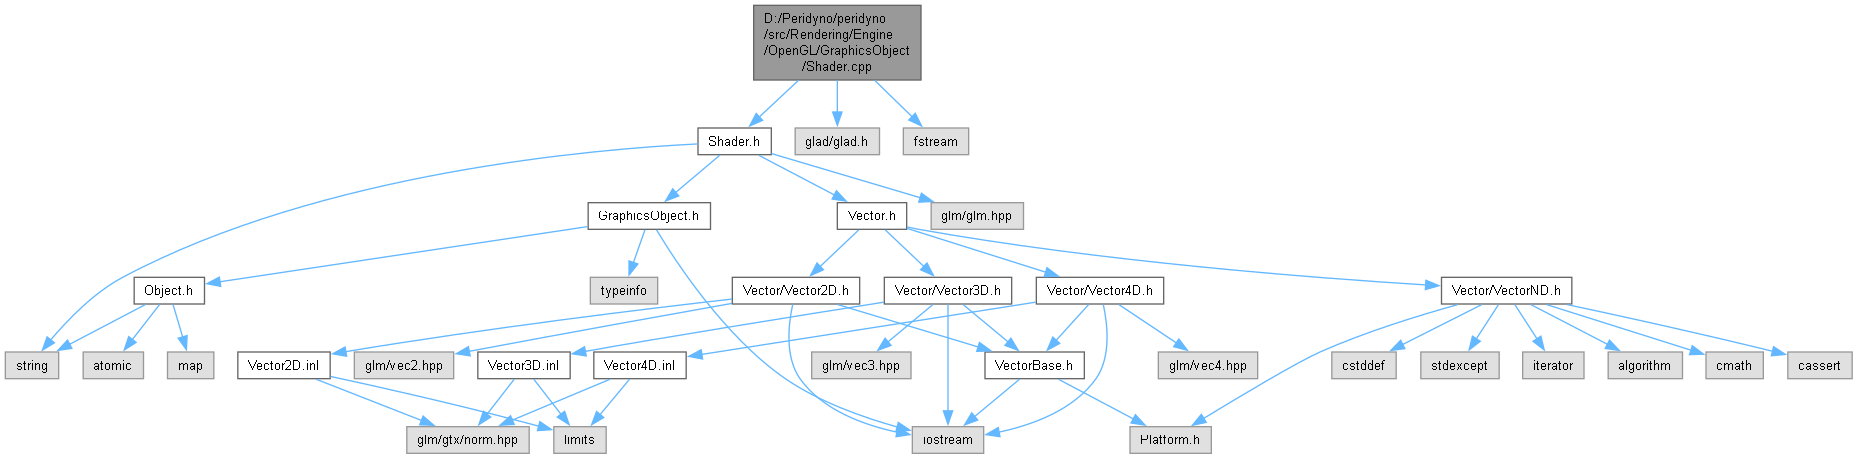 D:/Peridyno/peridyno
/src/Rendering/Engine
/OpenGL/GraphicsObject
/Shader.cpp
Shader.h
glad/glad.h
fstream
GraphicsObject.h
Vector.h
glm/glm.hpp
Object.h
typeinfo
Vector/Vector2D.h
Vector/Vector3D.h
Vector/Vector4D.h
Vector/VectorND.h
string
atomic
map
Vector2D.inl
glm/vec2.hpp
Vector3D.inl
Vector4D.inl
glm/vec3.hpp
VectorBase.h
glm/vec4.hpp
cstddef
stdexcept
iterator
algorithm
cmath
cassert
glm/gtx/norm.hpp
limits
iostream
Platform.h